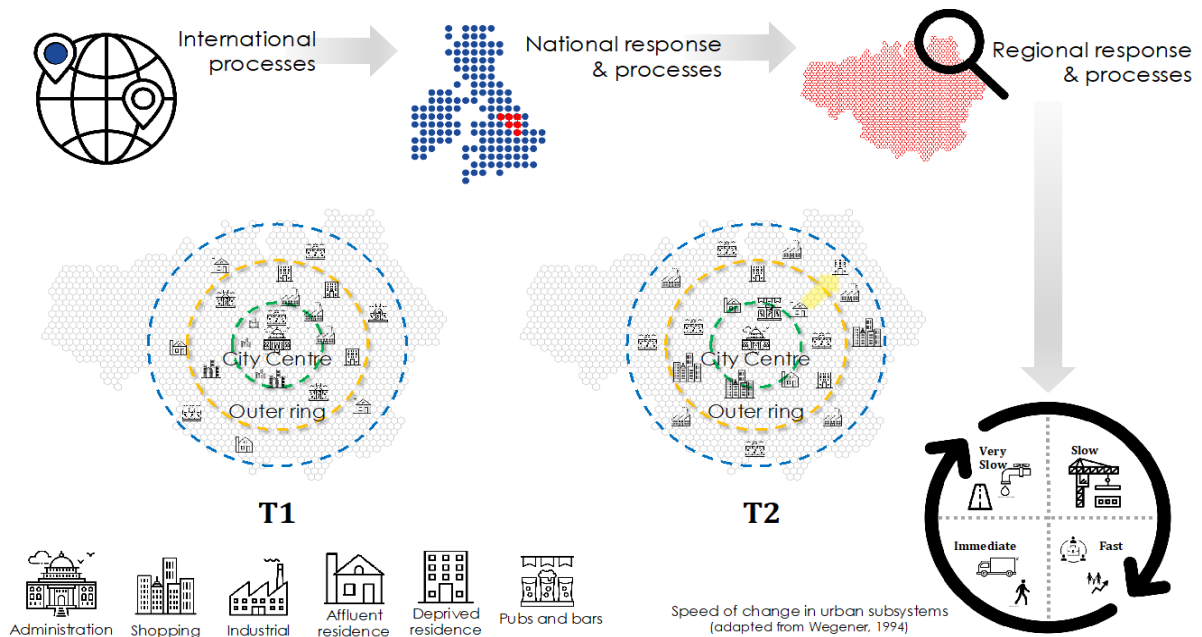 International
processes
National response
& processes
Regional response
& processes
City Centre
Outer ring
City Centre
Outer ring
T1
T2
Very
Slow
Slow
Immediate
Fast
Administration
Shopping
Industrial
Affluent
residence
Deprived
residence
Pubs and bars
Speed of change in urban subsystems
(adapted from Wegener, 1994)